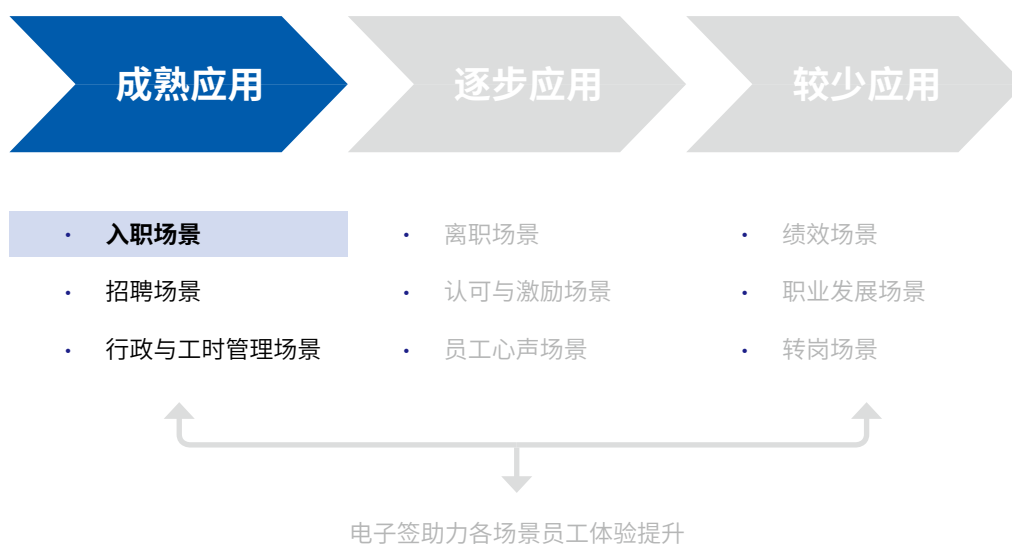 成熟应用
逐步应用
较少应用
• 入职场景
• 离职场景
• 绩效场景
• 招聘场景
• 认可与激励场景
• 职业发展场景
• 行政与工时管理场景
• 员工心声场景
• 转岗场景
电子签助力各场景员工体验提升